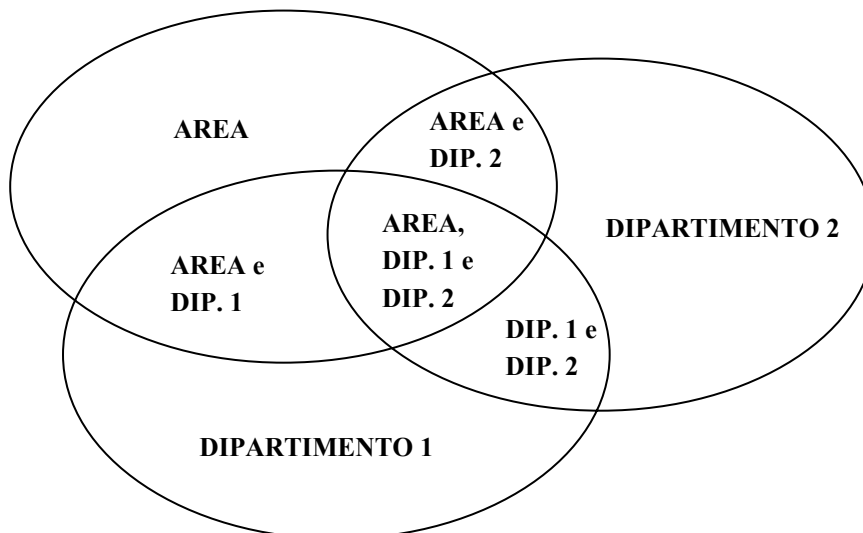 AREA
AREA e
DIP. 2
AREA,
DIP. 1 e
DIP. 2
DIPARTIMENTO 2
AREA e
DIP. 1
DIP. 1 e
DIP. 2
DIPARTIMENTO 1